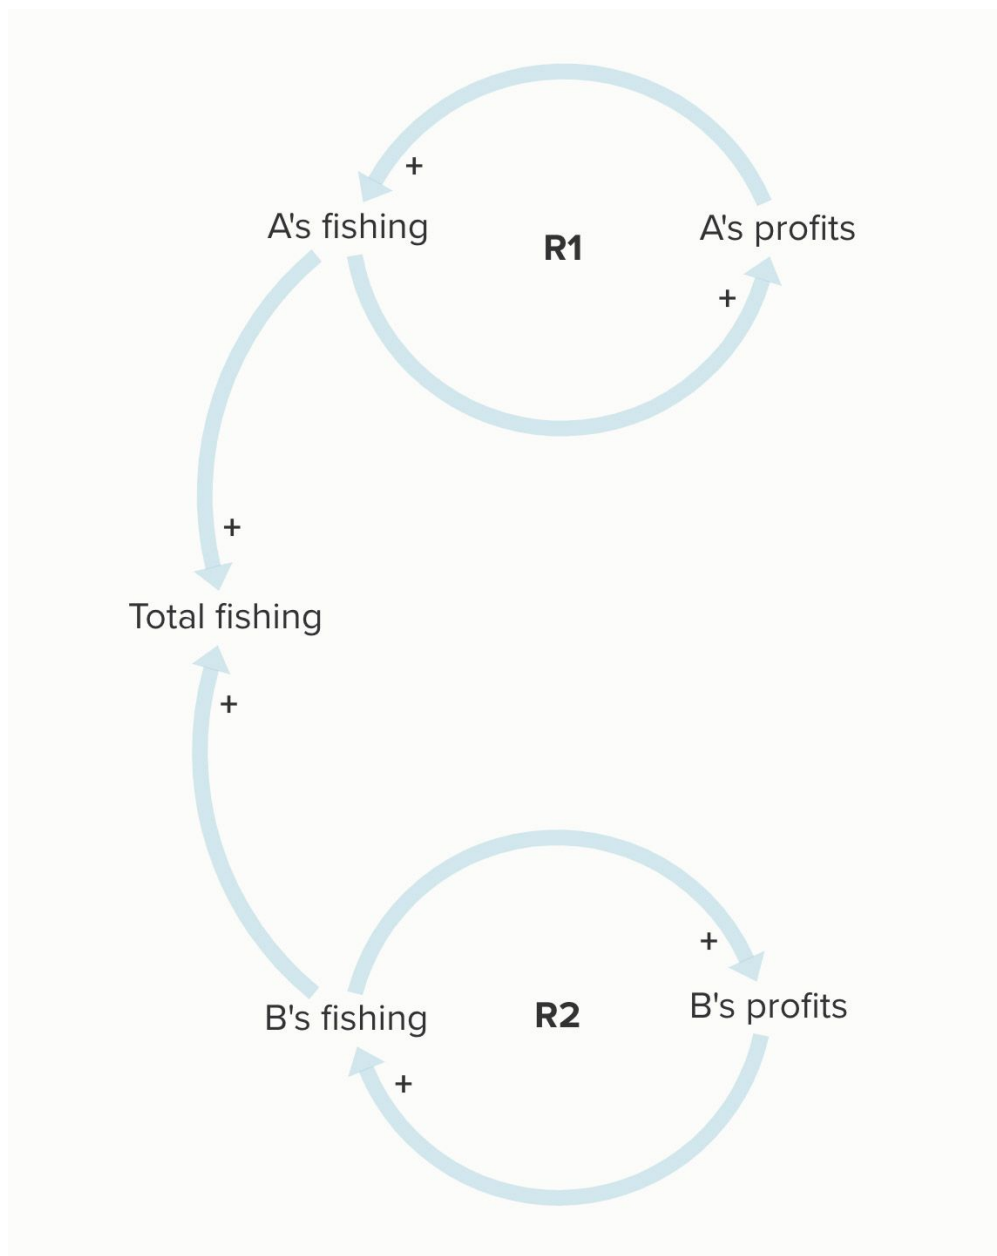 +
A's fishing
A's profits
R1
+
+
Total fishing
+
+
B's profits
R2
B's fishing
+